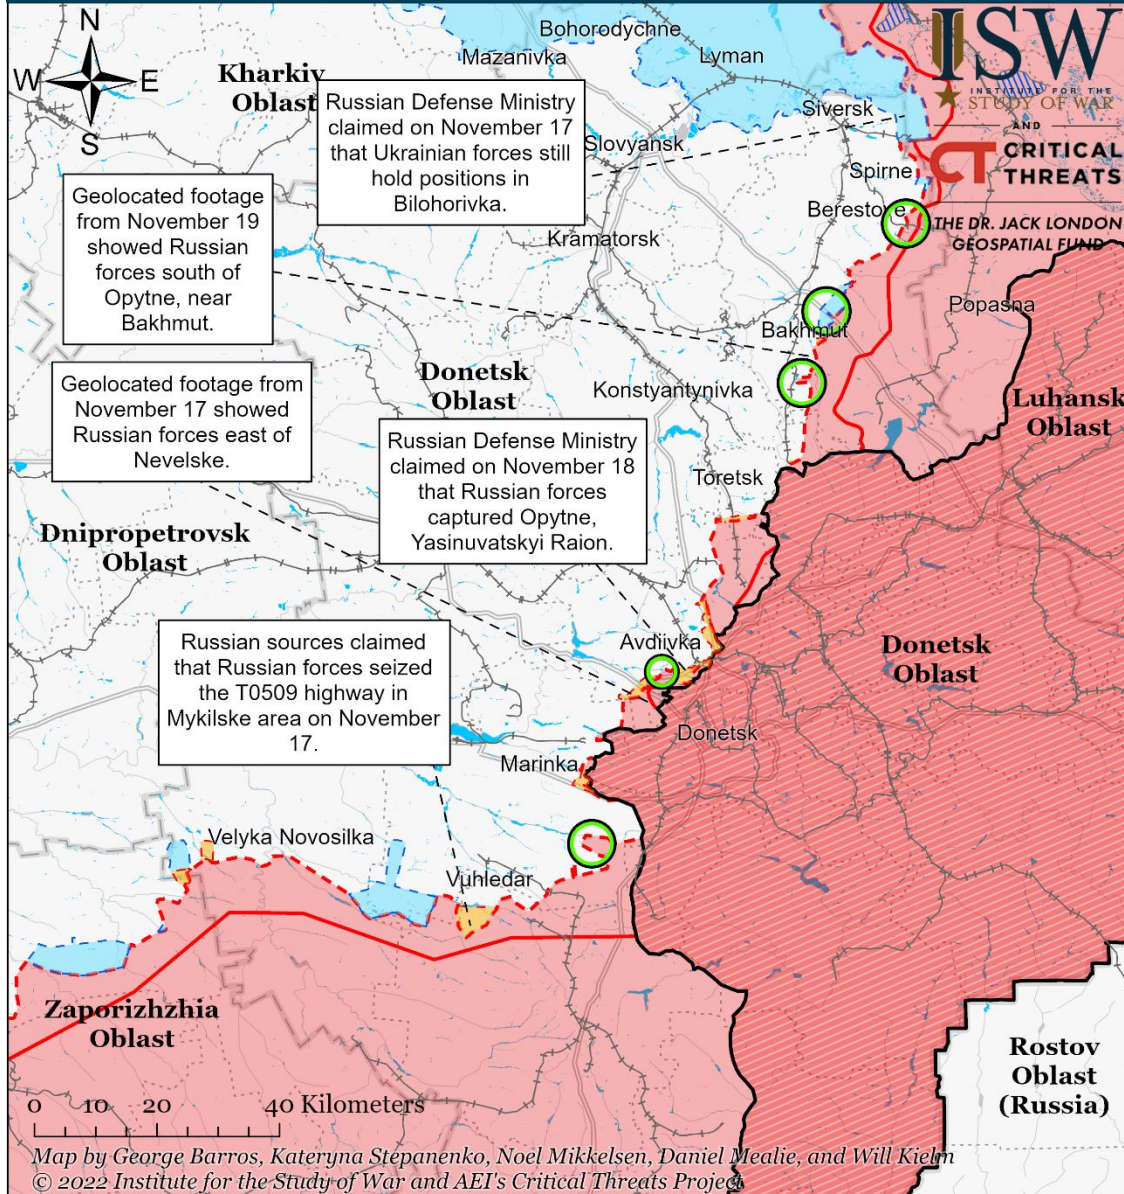 N
W
E
S
Bohorodychne
Mazanivka
Lyman
Kharkiv
Oblast
ISW
INSTITUTE FOR THE
STUDY OF WAR
AND
CT CRITICAL
THREATS
THE DR. JACK LONDON
GEOSPATIAL FUND
Russian Defense Ministry
claimed on November 17
that Ukrainian forces still
hold positions in
Bilohorivka.
Siversk
Slovyansk
Spirne
Berestove
Kramatorsk
Geolocated footage
from November 19
showed Russian
forces south of
Opytne, near
Bakhmut.
Popasna
Bakhmut
Donetsk
Oblast
Konstyantynivka
Luhansk
Oblast
Geolocated footage from
November 17 showed
Russian forces east of
Nevelske.
Russian Defense Ministry
claimed on November 18
that Russian forces
captured Opytne,
Yasinuvatskyi Raion.
Toretsk
Dnipropetrovsk
Oblast
Russian sources claimed
that Russian forces seized
the T0509 highway in
Mykilske area on November
17.
Avdiivka
Donetsk
Oblast
Donetsk
Marinka
Velyka Novosilka
Vuhledar
Zaporizhzhia
Oblast
Rostov
Oblast
(Russia)
0 10 20 40 Kilometers
Map by George Barros, Kateryna Stepanenko, Noel Mikkelsen, Daniel Mealie, and Will Kielm
© 2022 Institute for the Study of War and AEI's Critical Threats Project